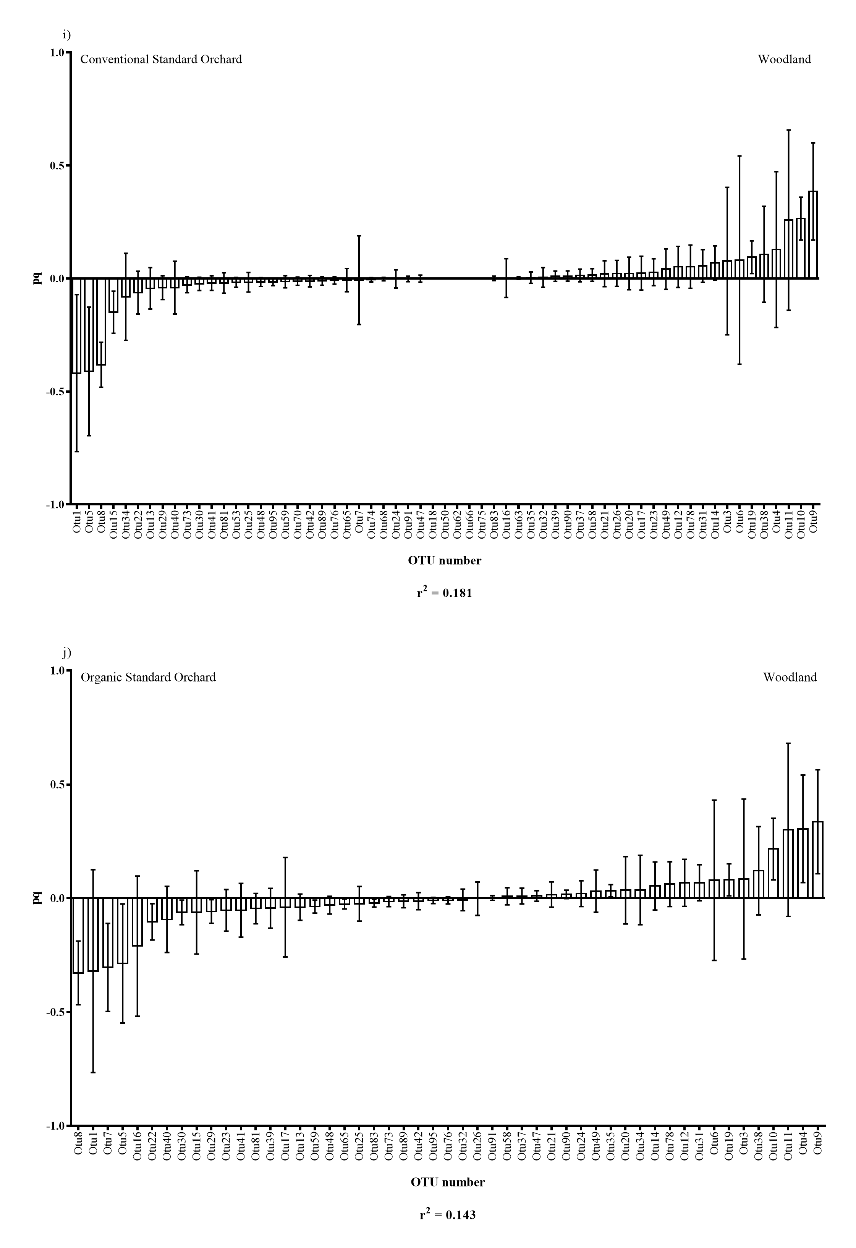 i)
1.0
Conventional Standard Orchard Woodland
0.5
pq
0.0
-0.5
-1.0
Otu1 Otu5 Otu8 Otu15 Otu34 Otu22 Otu13 Otu29 Otu40 Otu73 Otu30 Otu41 Otu81 Otu53 Otu25 Otu48 Otu95 Otu59 Otu70 Otu42 Otu89 Otu76 Otu65 Otu7 Otu74 Otu68 Otu24 Otu91 Otu47 Otu18 Otu50 Otu62 Otu66 Otu75 Otu83 Otu16 Otu63 Otu35 Otu32 Otu39 Otu90 Otu37 Otu58 Otu21 Otu26 Otu20 Otu17 Otu23 Otu49 Otu12 Otu78 Otu31 Otu14 Otu3 Otu6 Otu19 Otu38 Otu4 Otu11 Otu10 Otu9
OTU number
r² = 0.181
j)
1.0
Organic Standard Orchard Woodland
0.5
pq
0.0
-0.5
-1.0
Otu8 Otu1 Otu7 Otu5 Otu16 Otu22 Otu40 Otu30 Otu15 Otu29 Otu23 Otu41 Otu81 Otu39 Otu17 Otu13 Otu59 Otu48 Otu65 Otu25 Otu83 Otu73 Otu89 Otu42 Otu95 Otu76 Otu32 Otu26 Otu91 Otu58 Otu37 Otu47 Otu21 Otu90 Otu24 Otu49 Otu35 Otu20 Otu34 Otu14 Otu78 Otu12 Otu31 Otu6 Otu19 Otu3 Otu38 Otu10 Otu11 Otu4 Otu9
OTU number
r² = 0.143